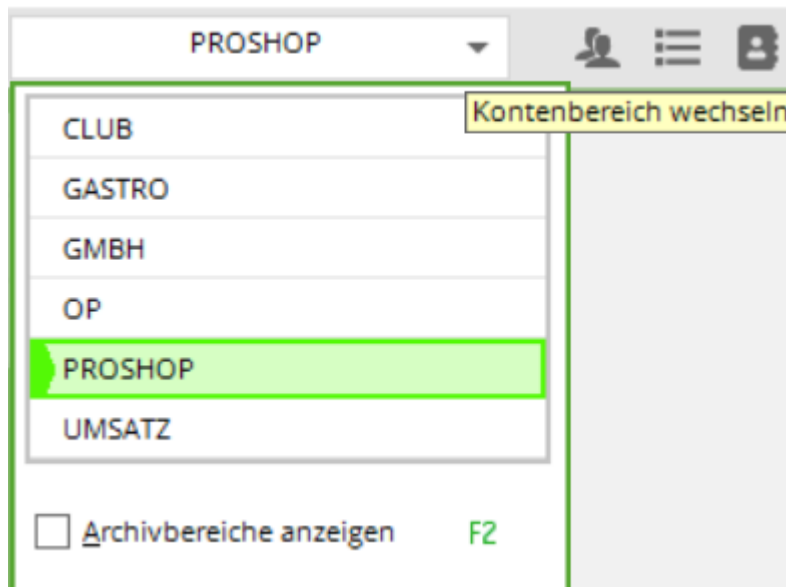 PROSHOP
Kontenbereich wechseln
CLUB
GASTRO
GMBH
OP
PROSHOP
UMSATZ
Archivbereiche anzeigen F2